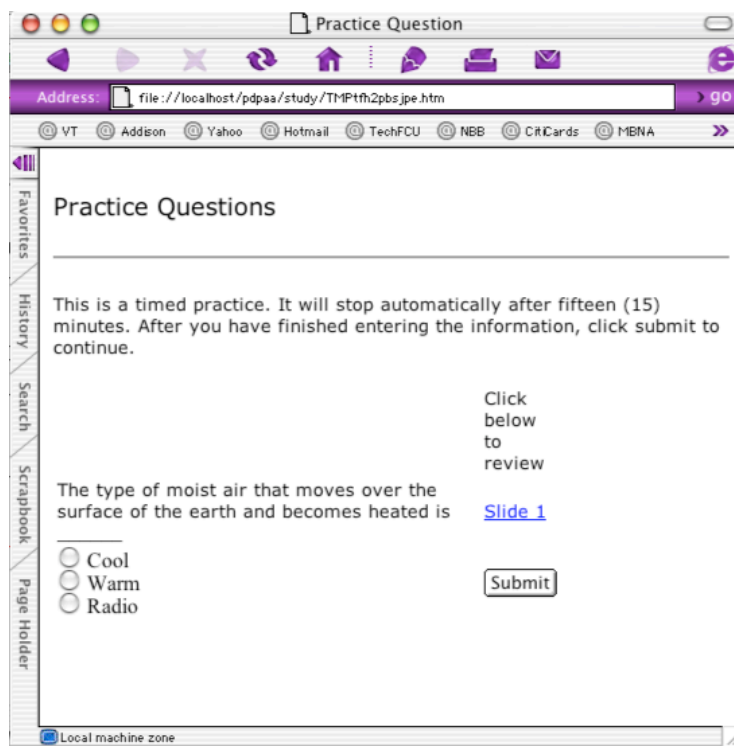 Practice Question
Address: file://localhost/pdpaa/study/TMPtfh2pbsjpe.htm go
VT Addison Yahoo Hotmail TechFCU NBB CitiCards MBNA
Favorites
History
Search
Scrapbook
Page Holder
Practice Questions
This is a timed practice. It will stop automatically after fifteen (15)
minutes. After you have finished entering the information, click submit to
continue.
Click
below
to
review
The type of moist air that moves over the
surface of the earth and becomes heated is Slide 1
______
Cool
Warm
Radio
Submit
Local machine zone